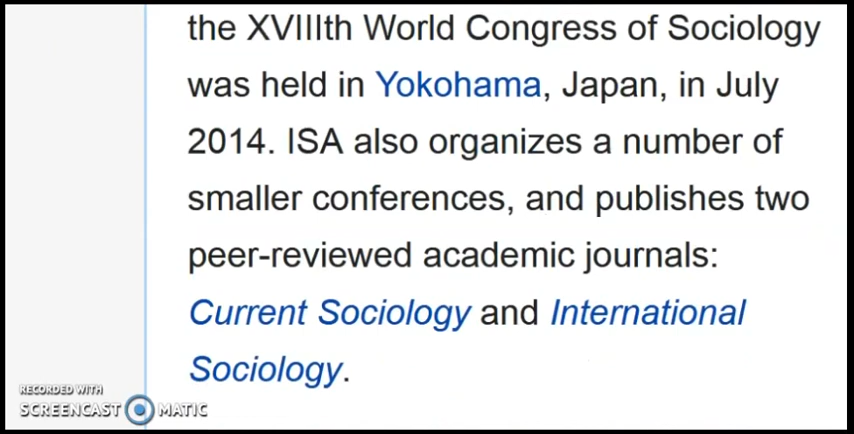 the XVIIIth World Congress of Sociology
was held in Yokohama, Japan, in July
2014. ISA also organizes a number of
smaller conferences, and publishes two
peer-reviewed academic journals:
Current Sociology and International
Sociology.
RECORDED WITH
SCREENCAST MATIC